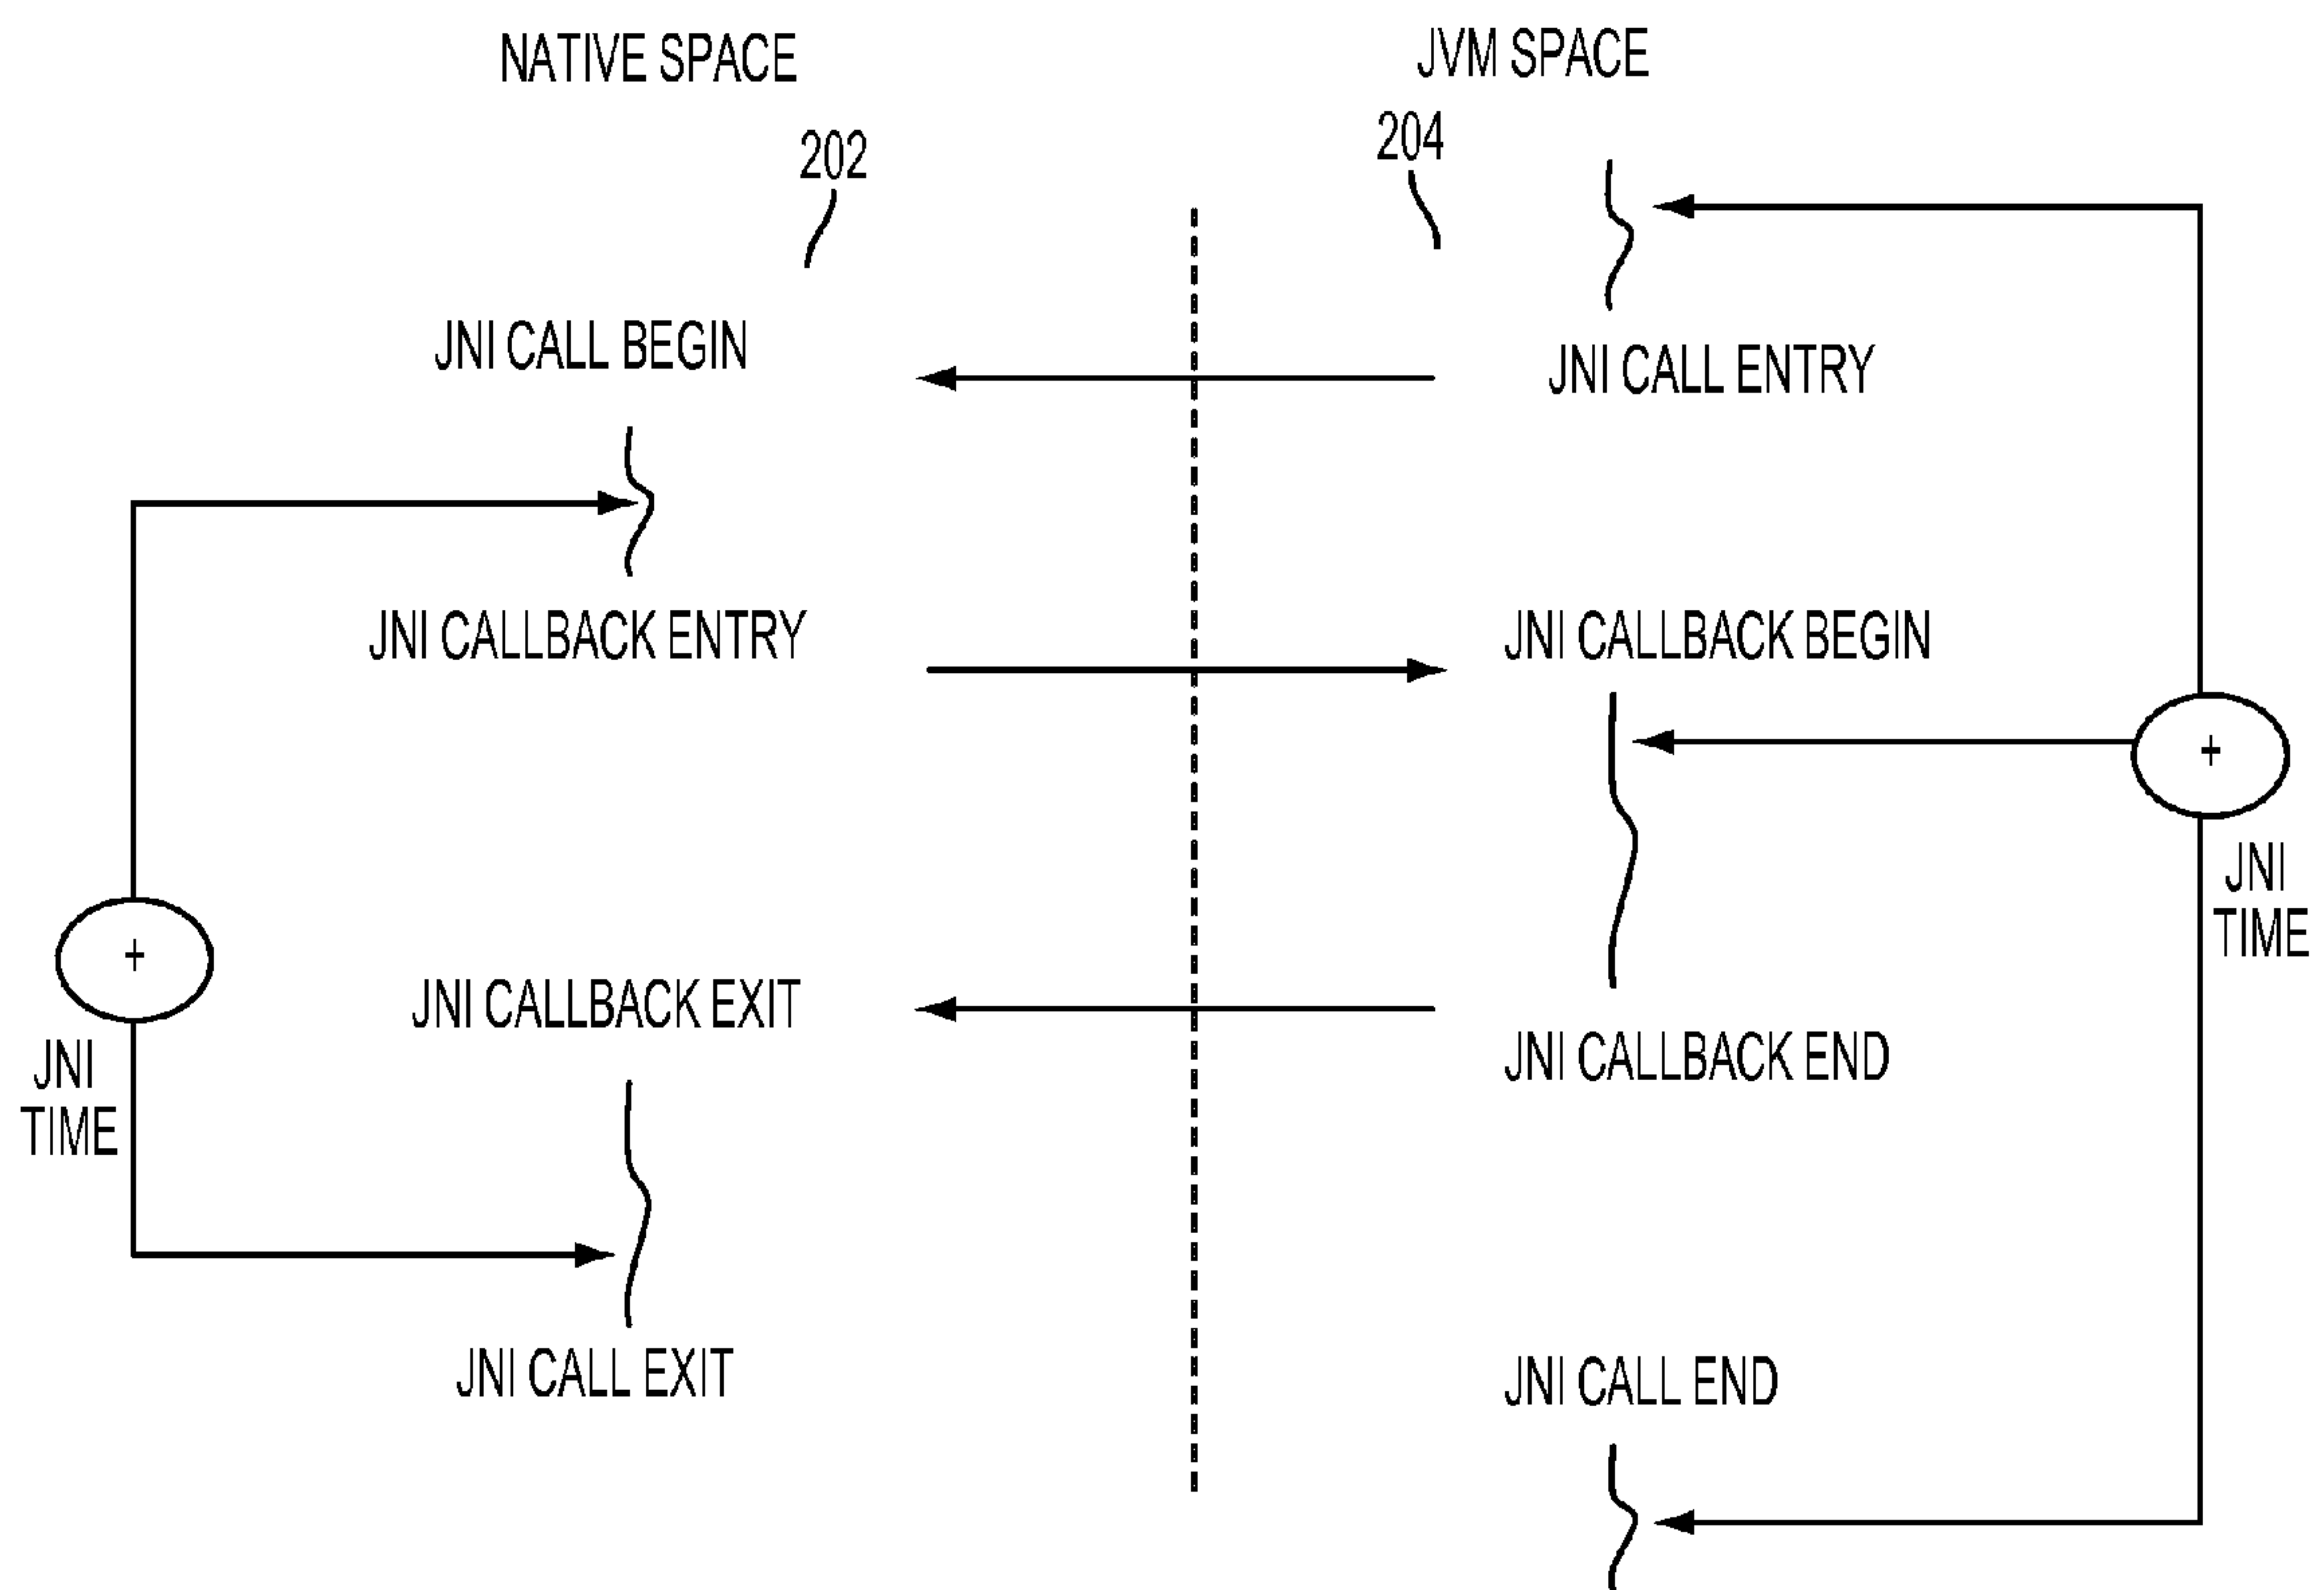 NATIVE SPACE
JVM SPACE
202
204
JNI CALL BEGIN
JNI CALL ENTRY
JNI CALLBACK ENTRY
JNI CALLBACK BEGIN
+
JNI
TIME
+
JNI CALLBACK EXIT
JNI CALLBACK END
JNI
TIME
JNI CALL EXIT
JNI CALL END